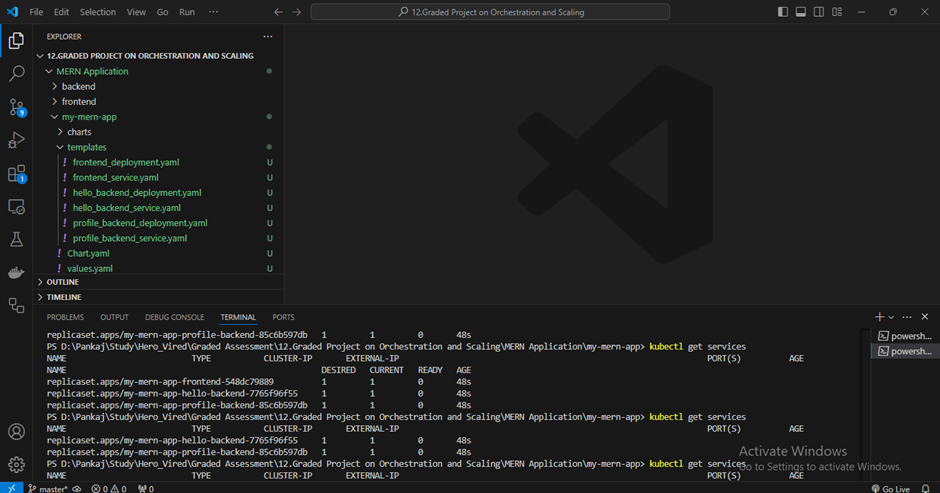 File Edit Selection View Go Run ··· 12.Graded Project on Orchestration and Scaling
EXPLORER
12.GRADED PROJECT ON ORCHESTRATION AND SCALING
MERN Application
backend
frontend
my-mern-app
charts
templates
! frontend_deployment.yaml U
! frontend_service.yaml U
! hello_backend_deployment.yaml U
! hello_backend_service.yaml U
! profile_backend_deployment.yaml U
! profile_backend_service.yaml U
! Chart.yaml U
! values.yaml U
OUTLINE
TIMELINE
9
1
PROBLEMS OUTPUT DEBUG CONSOLE TERMINAL PORTS
replicaset.apps/my-mern-app-profile-backend-85c6b597db 1 1 0 48s
PS D:\Pankaj\Study\Hero_Vired\Graded Assessment\12.Graded Project on Orchestration and Scaling\MERN Application\my-mern-app> kubectl get services
NAME TYPE CLUSTER-IP EXTERNAL-IP PORT(S) AGE
NAME DESIRED CURRENT READY AGE
replicaset.apps/my-mern-app-frontend-548dc79889 1 1 0 48s
replicaset.apps/my-mern-app-hello-backend-7765f96f55 1 1 0 48s
replicaset.apps/my-mern-app-profile-backend-85c6b597db 1 1 0 48s
PS D:\Pankaj\Study\Hero_Vired\Graded Assessment\12.Graded Project on Orchestration and Scaling\MERN Application\my-mern-app> kubectl get services
NAME TYPE CLUSTER-IP EXTERNAL-IP PORT(S) AGE
replicaset.apps/my-mern-app-hello-backend-7765f96f55 1 1 0 48s
replicaset.apps/my-mern-app-profile-backend-85c6b597db 1 1 0 48s
PS D:\Pankaj\Study\Hero_Vired\Graded Assessment\12.Graded Project on Orchestration and Scaling\MERN Application\my-mern-app> kubectl get services
NAME TYPE CLUSTER-IP EXTERNAL-IP PORT(S) AGE
powersh...
powersh...
Activate Windows
Go to Settings to activate Windows.
master* 0 0 0 Go Live